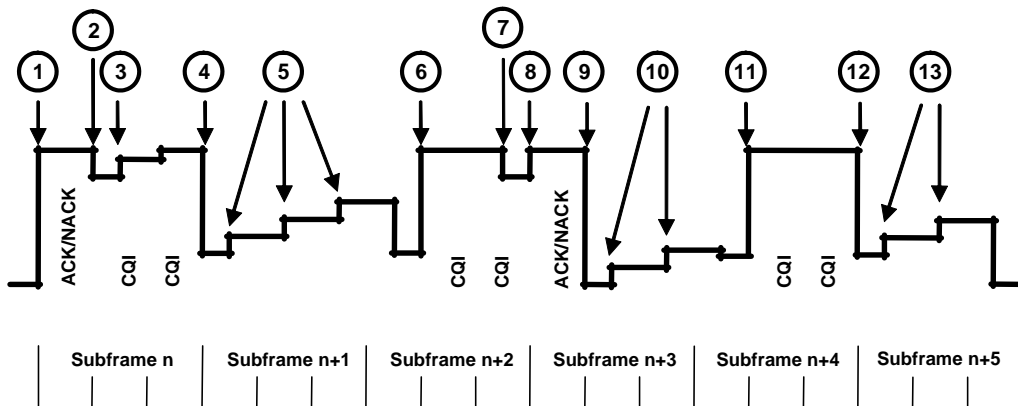 2
7
1
3
4
5
6
8
9
10
11
12
13
ACK/NACK
CQI
CQI
CQI
CQI
ACK/NACK
CQI
CQI
Subframe n
Subframe n+1
Subframe n+2
Subframe n+3
Subframe n+4
Subframe n+5